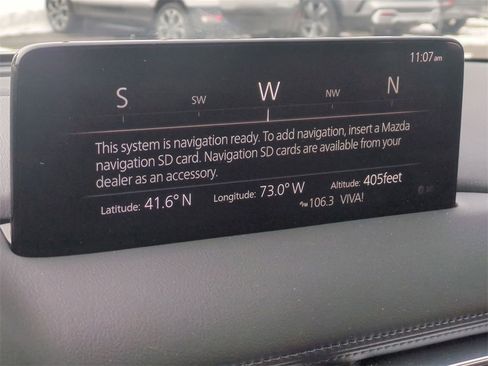 11:07am
S SW W NW N
This system is navigation ready. To add navigation, insert a Mazda
navigation SD card. Navigation SD cards are available from your
dealer as an accessory.
Latitude: 41.6° N Longitude: 73.0° W Altitude: 405feet
106.3 VIVA!